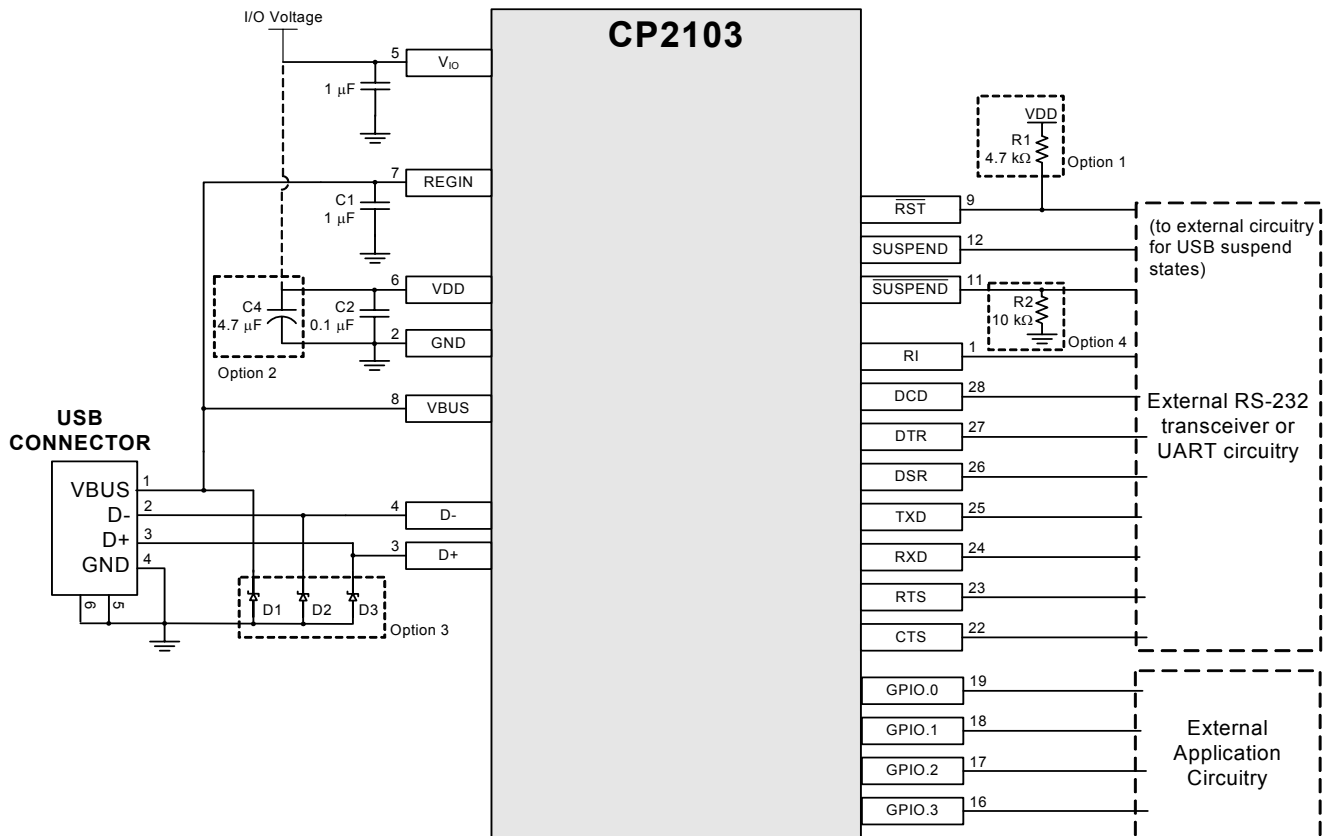 I/O Voltage
CP2103
5
VIO
1 μF
7
REGIN
C1
1 μF
6
VDD
C4
4.7 μF
C2
0.1 μF
2
GND
Option 2
8
VBUS
USB
CONNECTOR
VBUS
1
D-
2
D+
3
GND
4
6
5
4
D-
3
D+
D1
D2
D3
Option 3
VDD
R1
4.7 kΩ
Option 1
RST
9
SUSPEND
12
SUSPEND
11
R2
10 kΩ
Option 4
RI
1
DCD
28
DTR
27
DSR
26
TXD
25
RXD
24
RTS
23
CTS
22
(to external circuitry
for USB suspend
states)
External RS-232
transceiver or
UART circuitry
GPIO.0
19
GPIO.1
18
GPIO.2
17
GPIO.3
16
External
Application
Circuitry